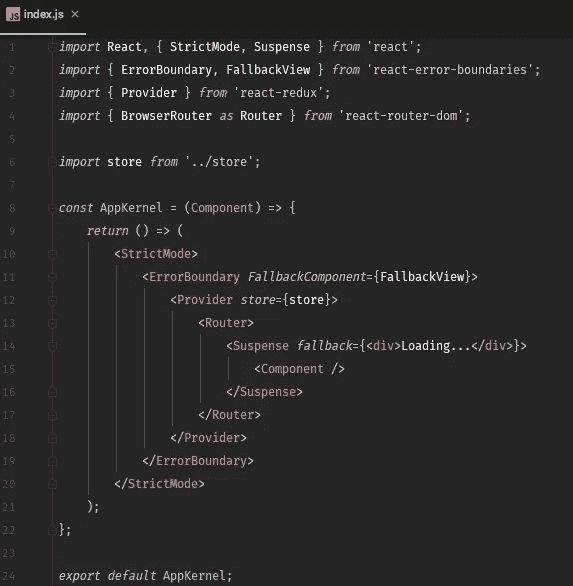 JS index.js ×
1 import React, { StrictMode, Suspense } from 'react';
2 import { ErrorBoundary, FallbackView } from 'react-error-boundaries';
3 import { Provider } from 'react-redux';
4 import { BrowserRouter as Router } from 'react-router-dom';
5
6 import store from '../store';
7
8 const AppKernel = (Component) => {
9     return () => (
10         <StrictMode>
11             <ErrorBoundary FallbackComponent={FallbackView}>
12                 <Provider store={store}>
13                     <Router>
14                         <Suspense fallback={<div>Loading...</div>}>
15                             <Component />
16                         </Suspense>
17                     </Router>
18                 </Provider>
19             </ErrorBoundary>
20         </StrictMode>
21     );
22 };
23
24 export default AppKernel;